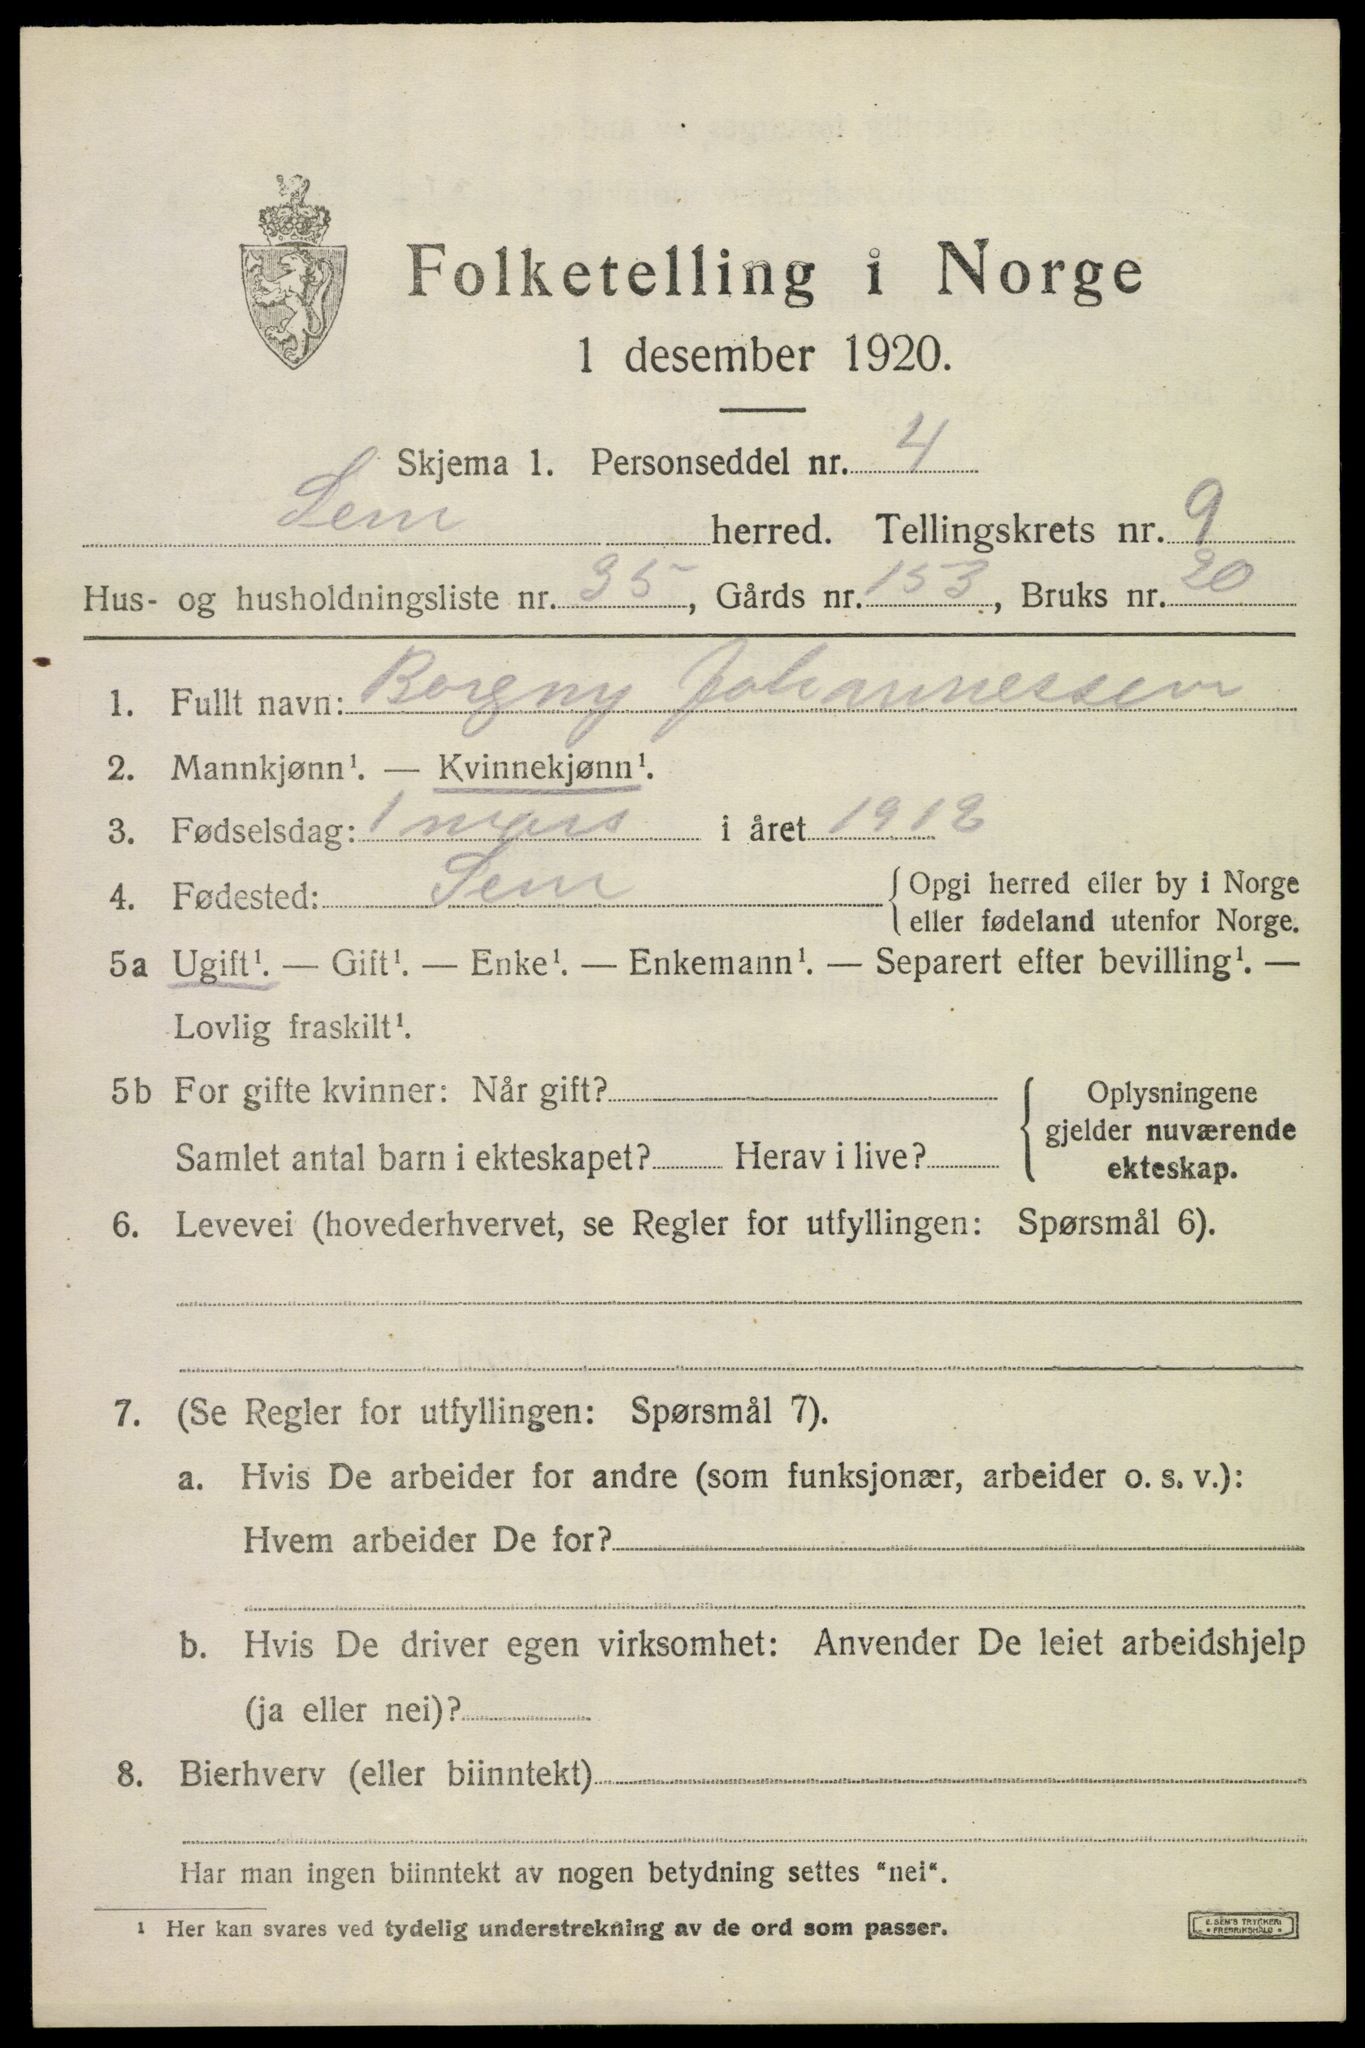 Folketelling i Norge
1 desember 1920.
Skjema 1. Personseddel nr. 4
Sem herred. Tellingskrets nr. 9
Hus- og husholdningsliste nr. 35, Gårds nr. 153, Bruks nr. 20
1. Fullt navn: Borgny Johannessen
2. Mannkjønn¹. — Kvinnekjønn¹.
3. Fødselsdag: 1 mars i året 1912
4. Fødested: Sem { Opgi herred eller by i Norge
eller fødeland utenfor Norge.
5a Ugift¹. — Gift¹. — Enke¹. — Enkemann¹. — Separert efter bevilling¹. —
Lovlig fraskilt¹.
5b For gifte kvinner: Når gift?
Samlet antal barn i ekteskapet? Herav i live?
Oplysningene
gjelder nuværende
ekteskap.
6. Levevei (hovederhvervet, se Regler for utfyllingen: Spørsmål 6).
7. (Se Regler for utfyllingen: Spørsmål 7).
a. Hvis De arbeider for andre (som funksjonær, arbeider o. s. v.):
Hvem arbeider De for?
b. Hvis De driver egen virksomhet: Anvender De leiet arbeidshjelp
(ja eller nei)?
8. Bierhverv (eller biinntekt)
Har man ingen biinntekt av nogen betydning settes "nei".
¹ Her kan svares ved tydelig understrekning av de ord som passer.
E. SEM'S TRYKKERI
• FREDRIKSHALD •